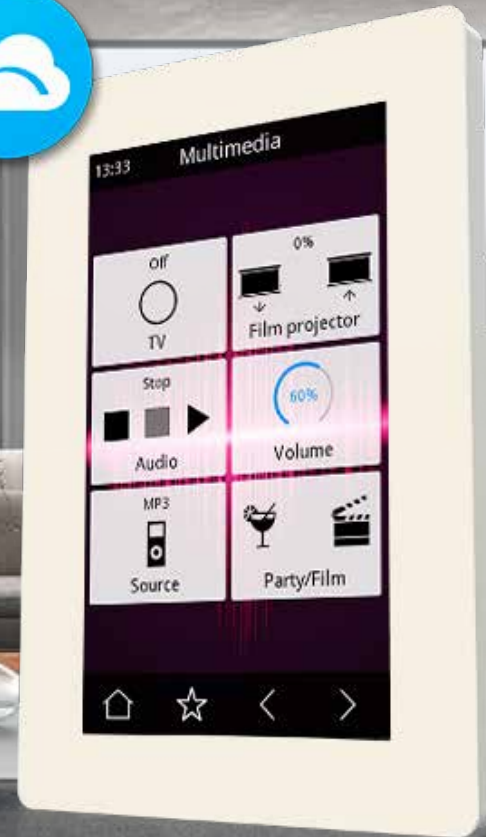 13:33 Multimedia
Off
TV
0%
Film projector
Stop
Audio
60%
Volume
MP3
Source
Party/Film